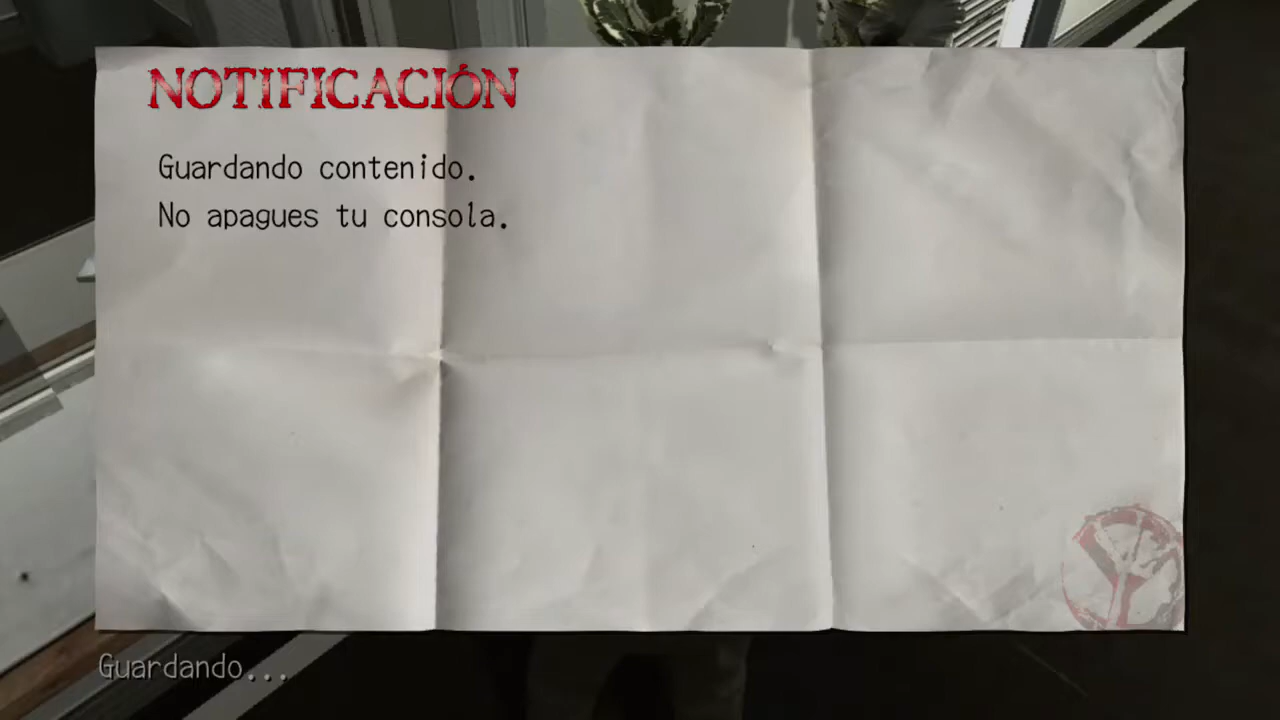 NOTIFICACIÓN
Guardando contenido.
No apagues tu consola.
Guardando...